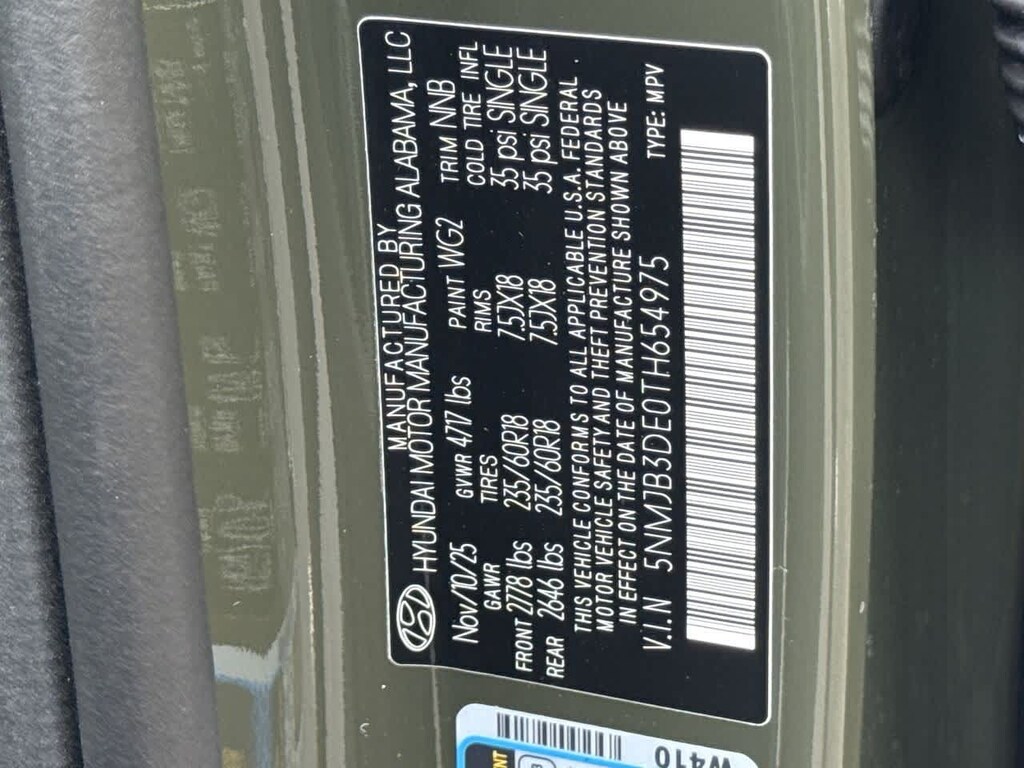 MANUFACTURED BY
HYUNDAI MOTOR MANUFACTURING ALABAMA, LLC
Nov/10/25 GVWR 4717 lbs PAINT WG2 TRIM NNB
GAWR TIRES RIMS COLD TIRE INFL
FRONT 2778 lbs 235/60R18 7.5JX18 35 psi SINGLE
REAR 2646 lbs 235/60R18 7.5JX18 35 psi SINGLE
THIS VEHICLE CONFORMS TO ALL APPLICABLE U.S.A. FEDERAL.
MOTOR VEHICLE SAFETY AND THEFT PREVENTION STANDARDS
IN EFFECT ON THE DATE OF MANUFACTURE SHOWN ABOVE
V.i.N 5NMJB3DE0TH654975 TYPE: MPV
W410